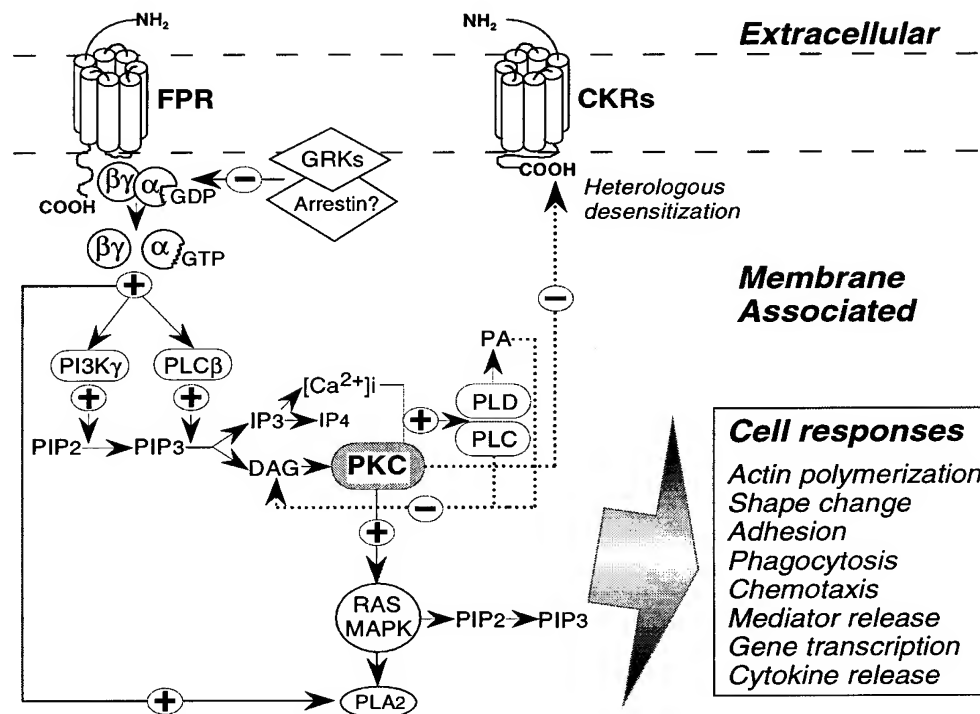 NH₂
NH₂
Extracellular
FPR
CKRs
GRKs
Arrestin?
βγ
α
GDP
COOH
COOH
Heterologous
desensitization
βγ
α
GTP
+
−
−
Membrane
Associated
PI3Kγ
PLCβ
+
+
PIP2
PIP3
IP3
IP4
[Ca²⁺]i
DAG
PKC
+
PA
PLD
PLC
−
+
RAS
MAPK
PIP2
PIP3
+
PLA2
Cell responses
Actin polymerization
Shape change
Adhesion
Phagocytosis
Chemotaxis
Mediator release
Gene transcription
Cytokine release